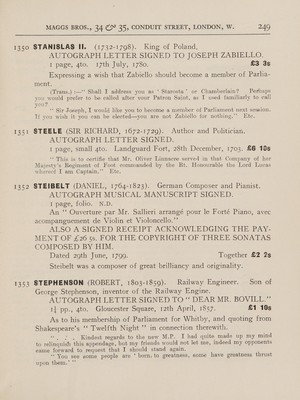 MAGGS BROS., 34 & 35, CONDUIT STREET, LONDON, W. 249
1350 STANISLAS II. (1732-1798). King of Poland.
AUTOGRAPH LETTER SIGNED TO JOSEPH ZABIELLO.
1 page, 4to. 17th July, 1780. £3 3s
Expressing a wish that Zabiello should become a member of Parlia-
ment.
(Trans.) :—" Shall I address you as ' Starosta ' or Chamberlain? Perhaps
you would prefer to be called after your Patron Saint, as I used familiarly to call
you?
" Sir Joseph, I would like you to become a member of Parliament next session.
If you wish it you can be elected—you are not Zabiello for nothing." Etc.
1351 STEELE (SIR RICHARD, 1672-1729). Author and Politician.
AUTOGRAPH LETTER SIGNED.
1 page, small 4to. Landguard Fort, 28th December, 1703. £6 18s
" This is to certifie that Mr. Oliver Linnarce served in that Company of her
Majesty's Regiment of Foot commanded by the Rt. Honourable the Lord Lucas
whereof I am Captain." Etc.
1352 STEIBELT (DANIEL, 1764-1823). German Composer and Pianist.
AUTOGRAPH MUSICAL MANUSCRIPT SIGNED.
1 page, folio. N.D.
An " Ouverture par Mr. Sallieri arrangé pour le Forté Piano, avec
acompangement de Violin et Violoncello."
ALSO A SIGNED RECEIPT ACKNOWLEDGING THE PAY-
MENT OF £26 5s. FOR THE COPYRIGHT OF THREE SONATAS
COMPOSED BY HIM.
Dated 29th June, 1799. Together £2 2s
Steibelt was a composer of great brilliancy and originality.
1353 STEPHENSON (ROBERT, 1803-1859). Railway Engineer. Son of
George Stephenson, inventor of the Railway Engine.
AUTOGRAPH LETTER SIGNED TO " DEAR MR. BOVILL."
1¼ pp., 4to. Gloucester Square, 12th April, 1857. £1 10s
As to his membership of Parliament for Whitby, and quoting from
Shakespeare's " Twelfth Night " in connection therewith.
" . . . Kindest regards to the new M.P. I had quite made up my mind
to relinquish this appendage, but my friends would not let me, indeed my opponents
came forward to request that I should stand again.
" You see some people are ' born to greatness, some have greatness thrust
upon them.' "